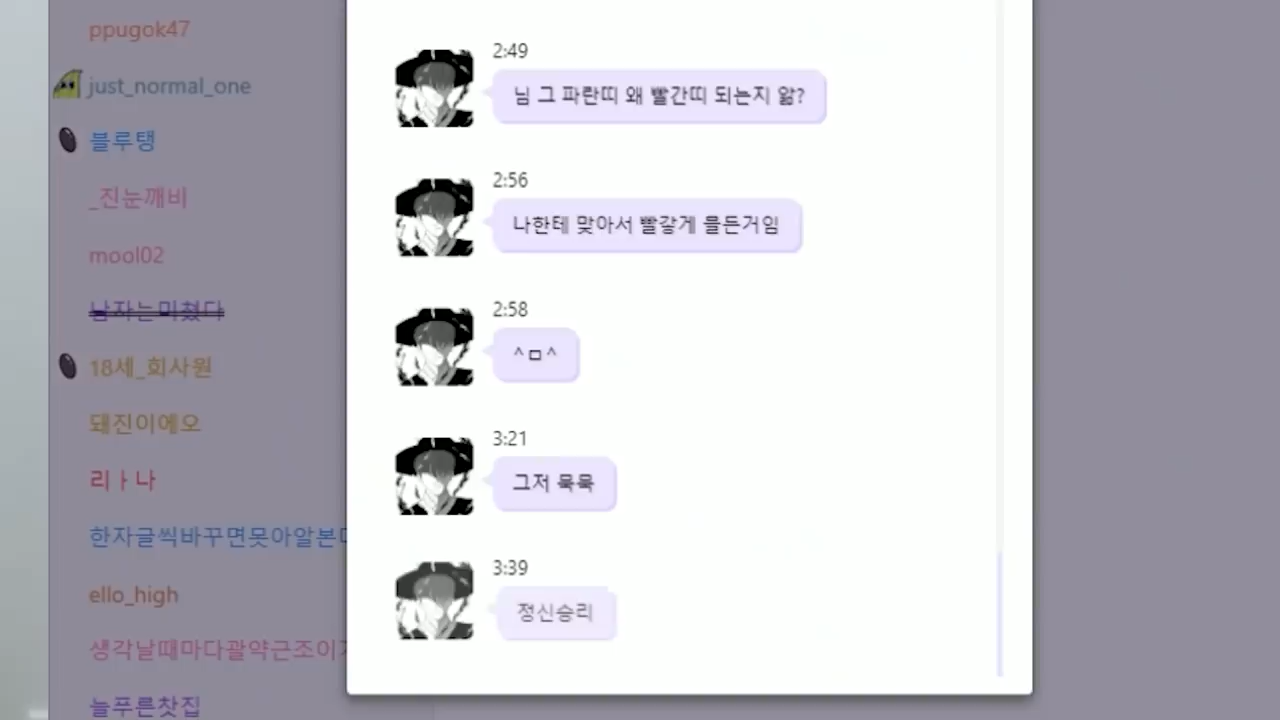 ppugok47
just_normal_one
블루탱
_진눈깨비
mool02
남자는미쳤다
18세_회사원
돼진이에오
리ㅏ나
한자글씩바꾸면못아알본
ello_high
생각날때마다괄약근조이
늘푸른찻집
2:49
님 그 파란띠 왜 빨간띠 되는지 앎?
2:56
나한테 맞아서 빨갛게 믈든거임
2:58
^ㅁ^
3:21
그저 묵묵
3:39
정신승리